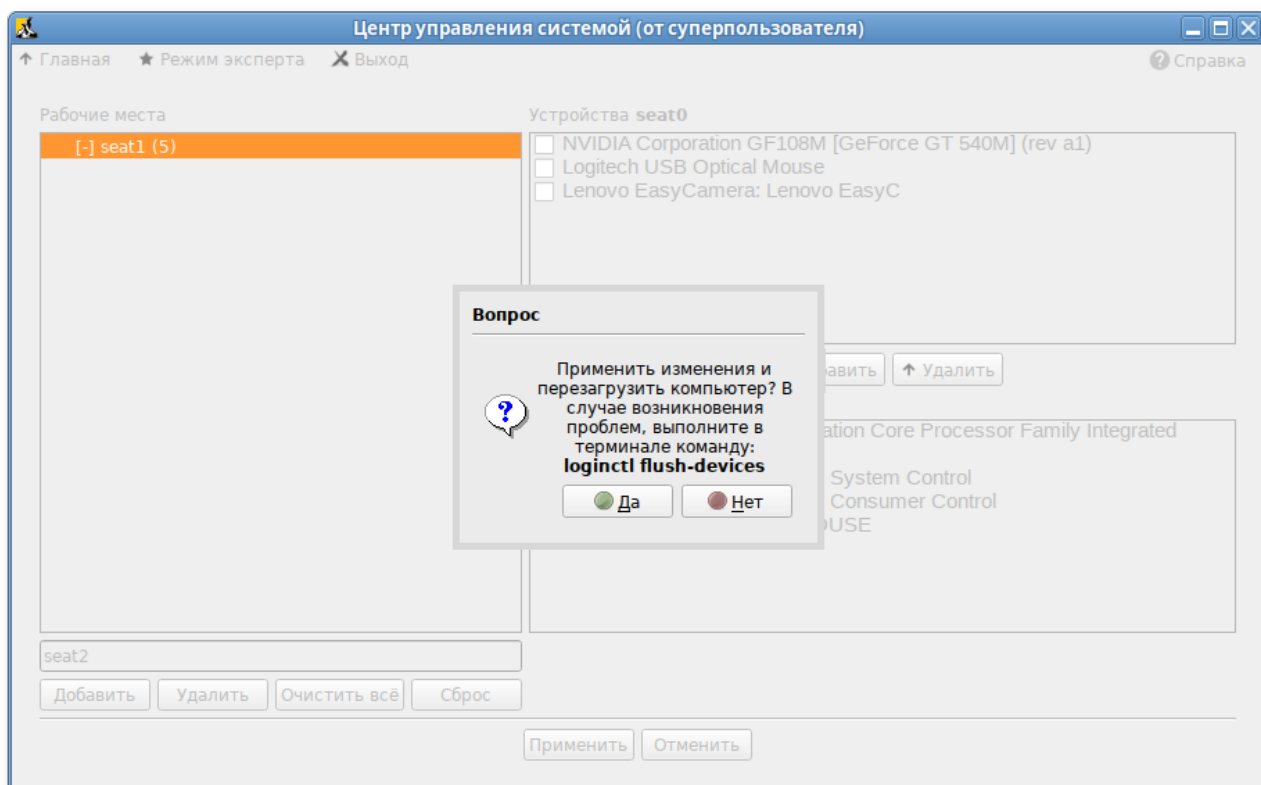 Центр управления системой (от суперпользователя)
Главная Режим эксперта Выход Справка
Рабочие места
[-] seat1 (5)
Устройства seat0
NVIDIA Corporation GF108M [GeForce GT 540M] (rev a1)
Logitech USB Optical Mouse
Lenovo EasyCamera: Lenovo EasyC
Вопрос
Применить изменения и
перезагрузить компьютер? В
случае возникновения
проблем, выполните в
терминале команду:
loginctl flush-devices
Да Нет
Удалить
Core Processor Family Integrated
System Control
Consumer Control
seat2
Добавить Удалить Очистить всё Сброс
Применить Отменить